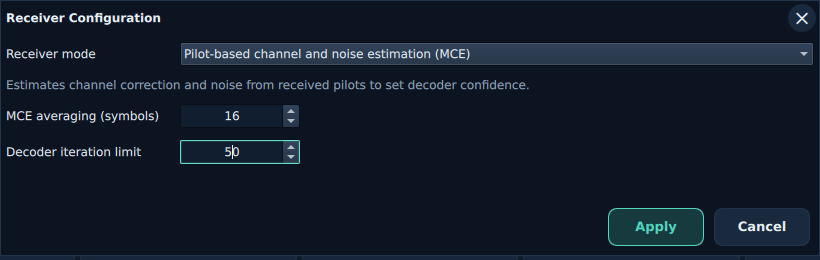 Receiver Configuration
Receiver mode
Pilot-based channel and noise estimation (MCE)
Estimates channel correction and noise from received pilots to set decoder confidence.
MCE averaging (symbols)
16
Decoder iteration limit
50
Apply
Cancel